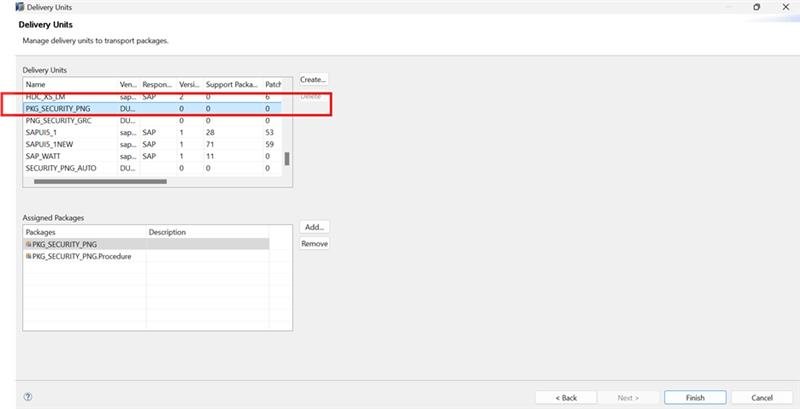 Delivery Units
Delivery Units
Manage delivery units to transport packages.
Delivery Units
Name Ven... Respon... Versi... Support Packa... Patch
HDC_XS_LM sap... SAP 2 0 6
PKG_SECURITY_PNG DU... 0 0 0
PNG_SECURITY_GRC DU... 0 0 0
SAPUI5_1 sap... SAP 1 28 53
SAPUI5_1NEW sap... SAP 1 71 59
SAP_WATT sap... SAP 1 11 0
SECURITY_PNG_AUTO DU... 0 0 0
Create...
Delete
Assigned Packages
Packages Description
PKG_SECURITY_PNG
PKG_SECURITY_PNG.Procedure
Add...
Remove
< Back Next > Finish Cancel